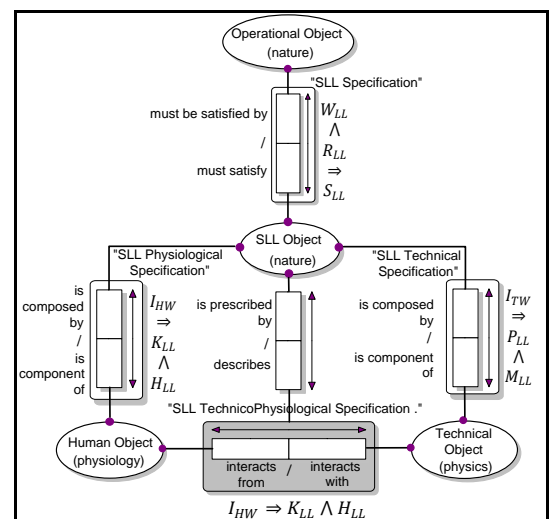 Operational Object
(nature)
"SLL Specification"
must be satisfied by
/
must satisfy
W_LL
∧
R_LL
⇒
S_LL
SLL Object
(nature)
"SLL Physiological
Specification"
"SLL Technical
Specification"
is
composed
by
/
is
component
of
I_HW
⇒
K_LL
∧
H_LL
is prescribed
by
/
describes
is composed
by
/
is component
of
I_TW
⇒
P_LL
∧
M_LL
"SLL TechnicoPhysiological Specification ."
Human Object
(physiology)
Technical
Object
(physics)
interacts / interacts
from with
I_HW ⇒ K_LL ∧ H_LL